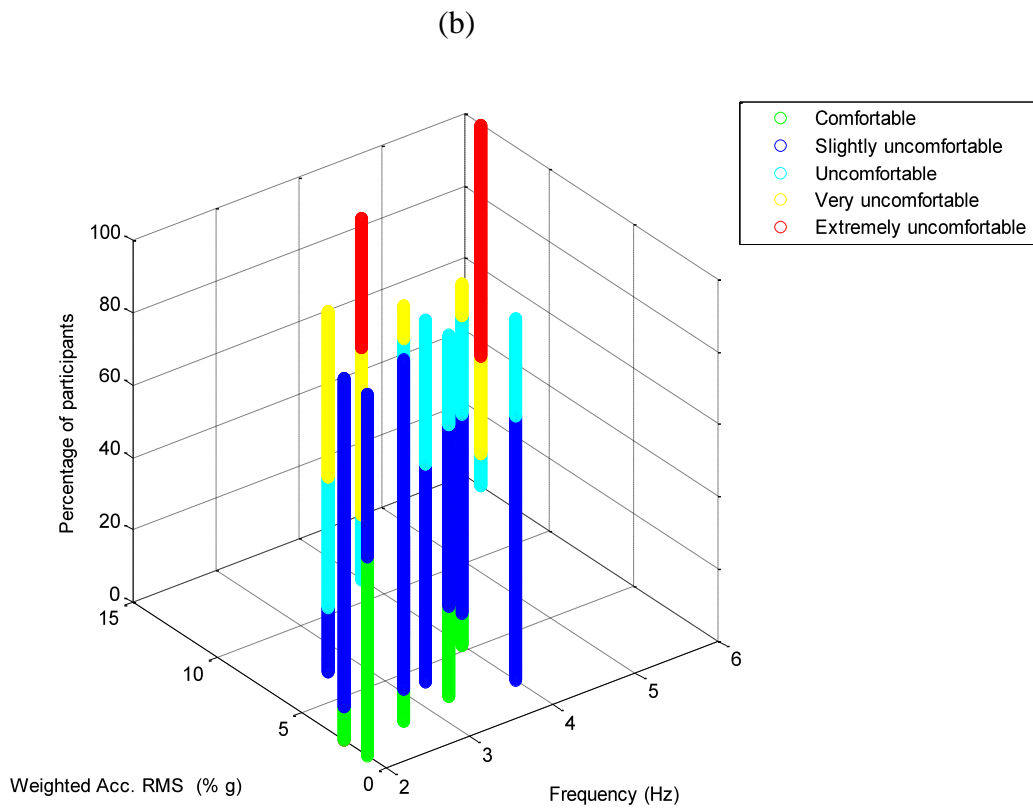 (b)
Comfortable
Slightly uncomfortable
Uncomfortable
Very uncomfortable
Extremely uncomfortable
Percentage of participants
100
80
60
40
20
0
15
10
5
0
2
3
4
5
6
Weighted Acc. RMS (% g)
Frequency (Hz)